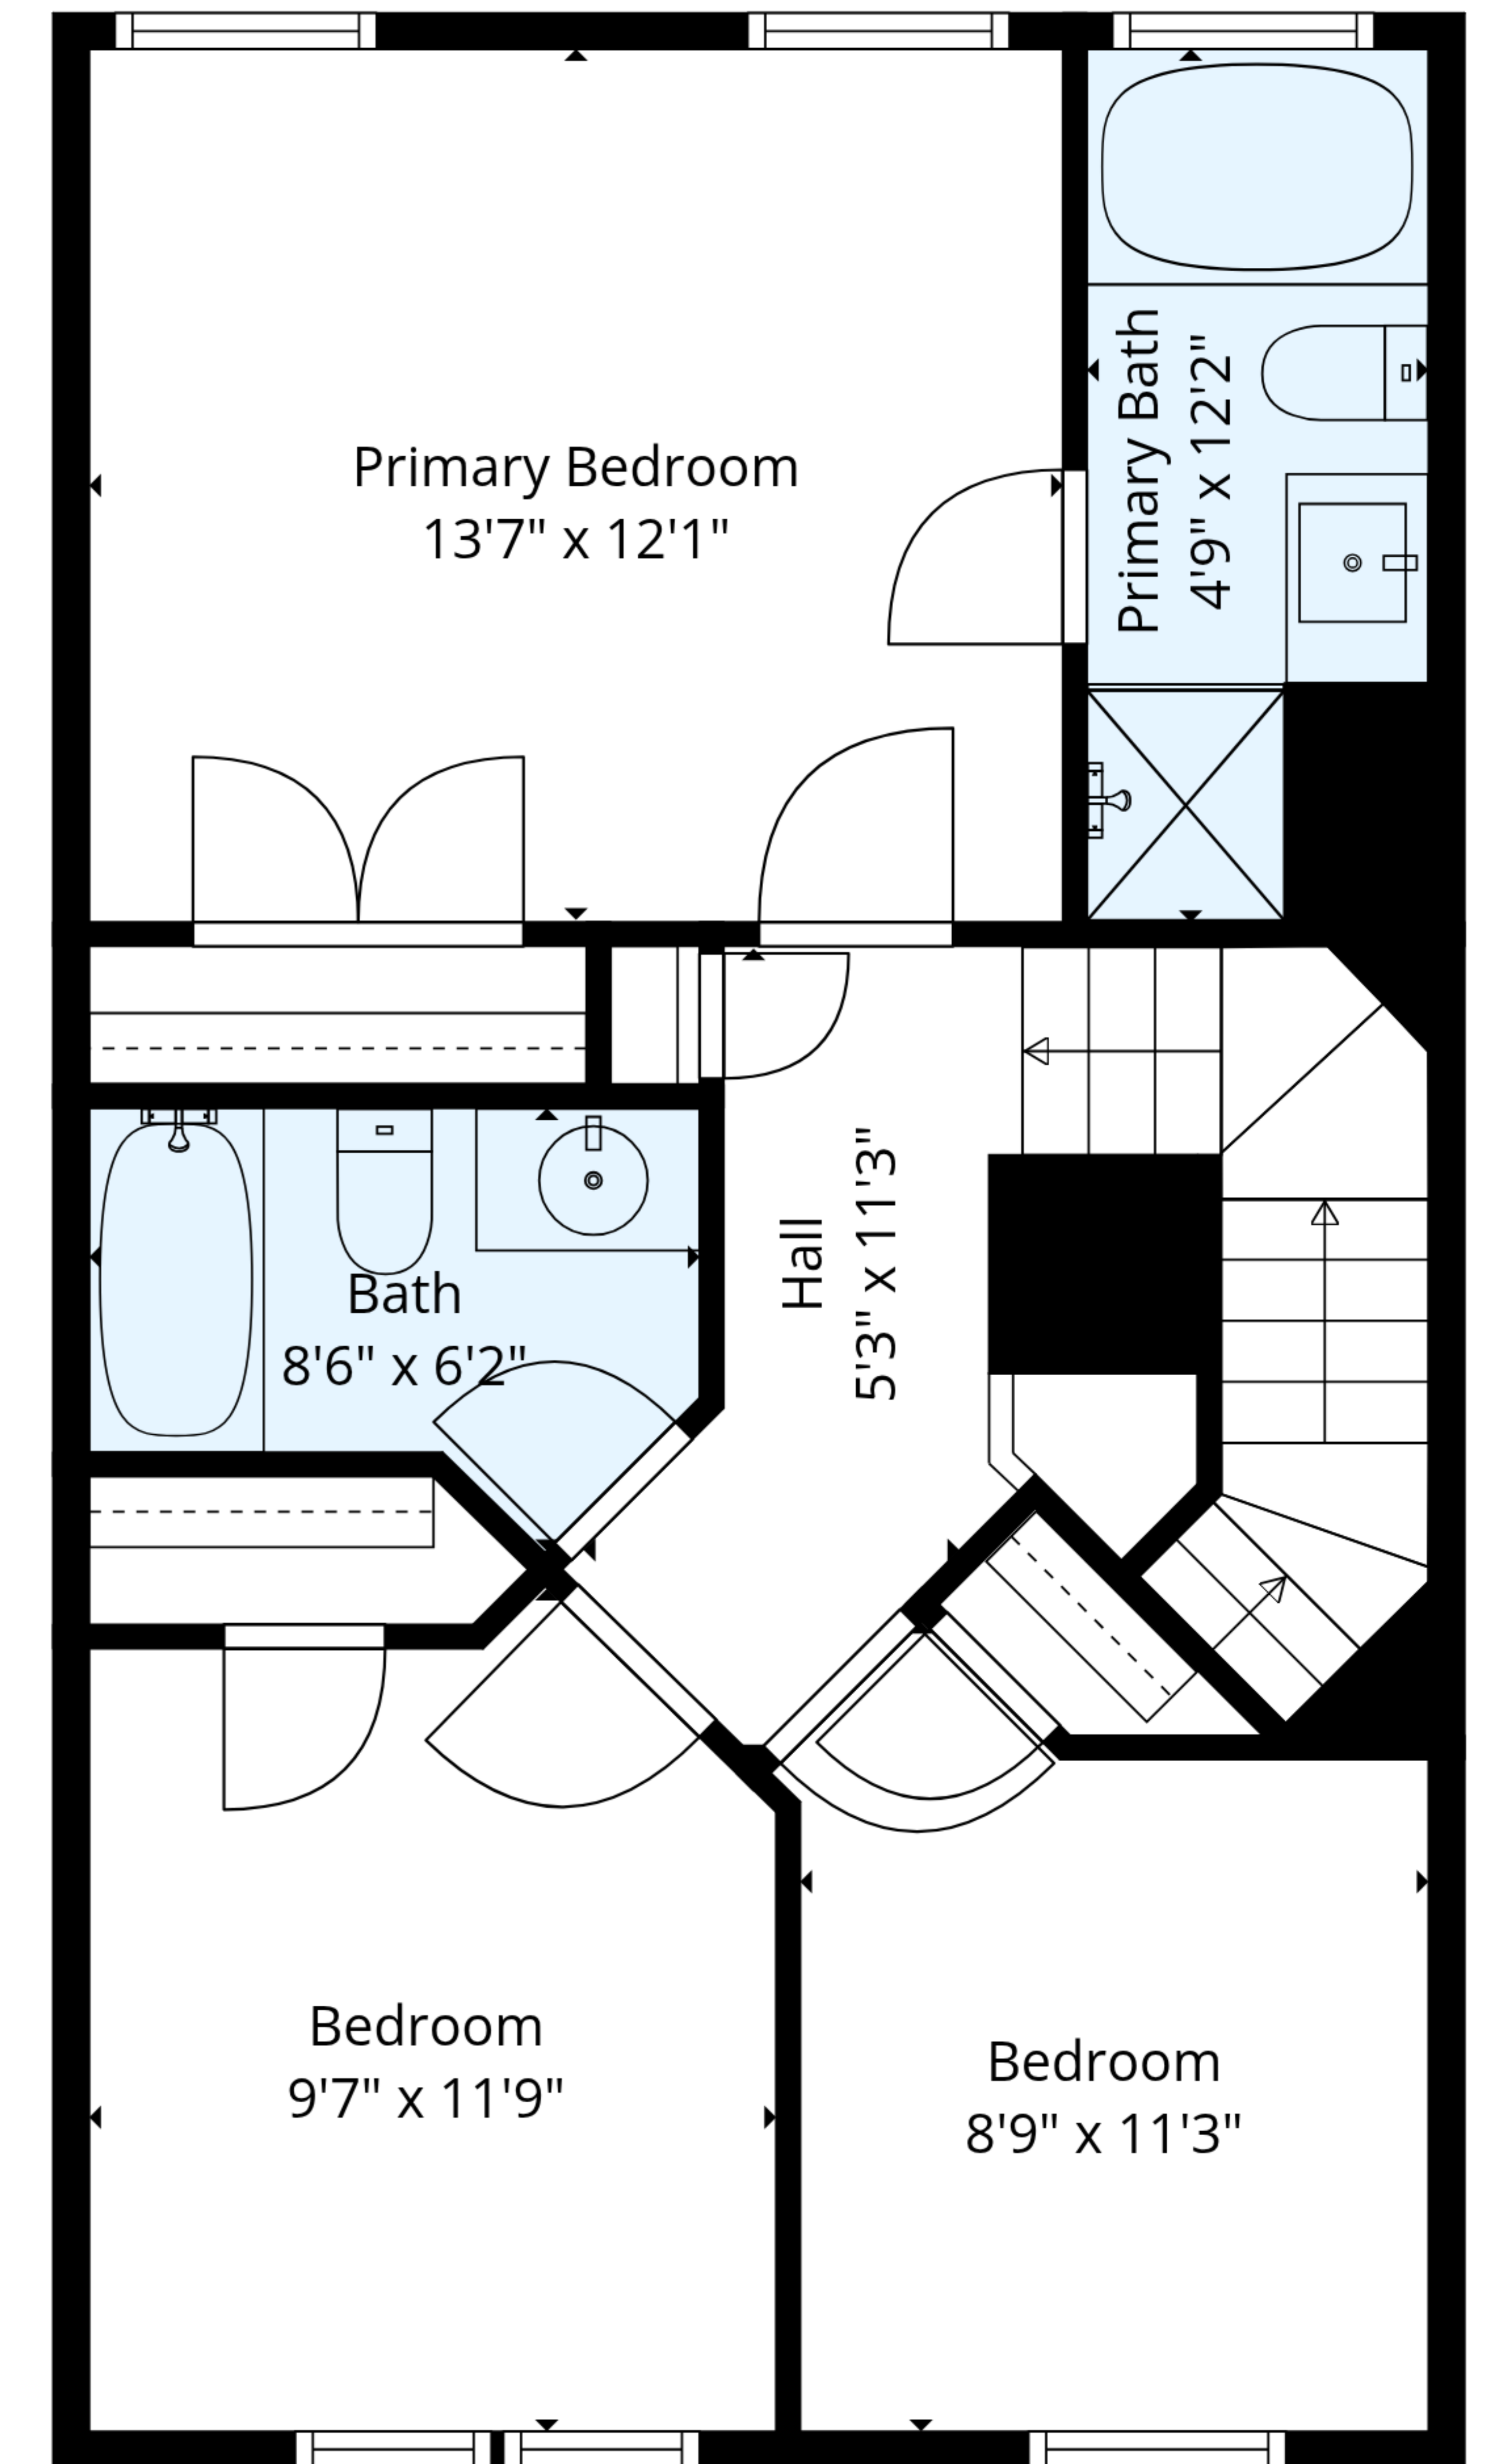 Primary Bedroom
13'7" x 12'1"
Primary Bath
4'9" x 12'2"
Hall
5'3" x 11'3"
Bath
8'6" x 6'2"
Bedroom
9'7" x 11'9"
Bedroom
8'9" x 11'3"